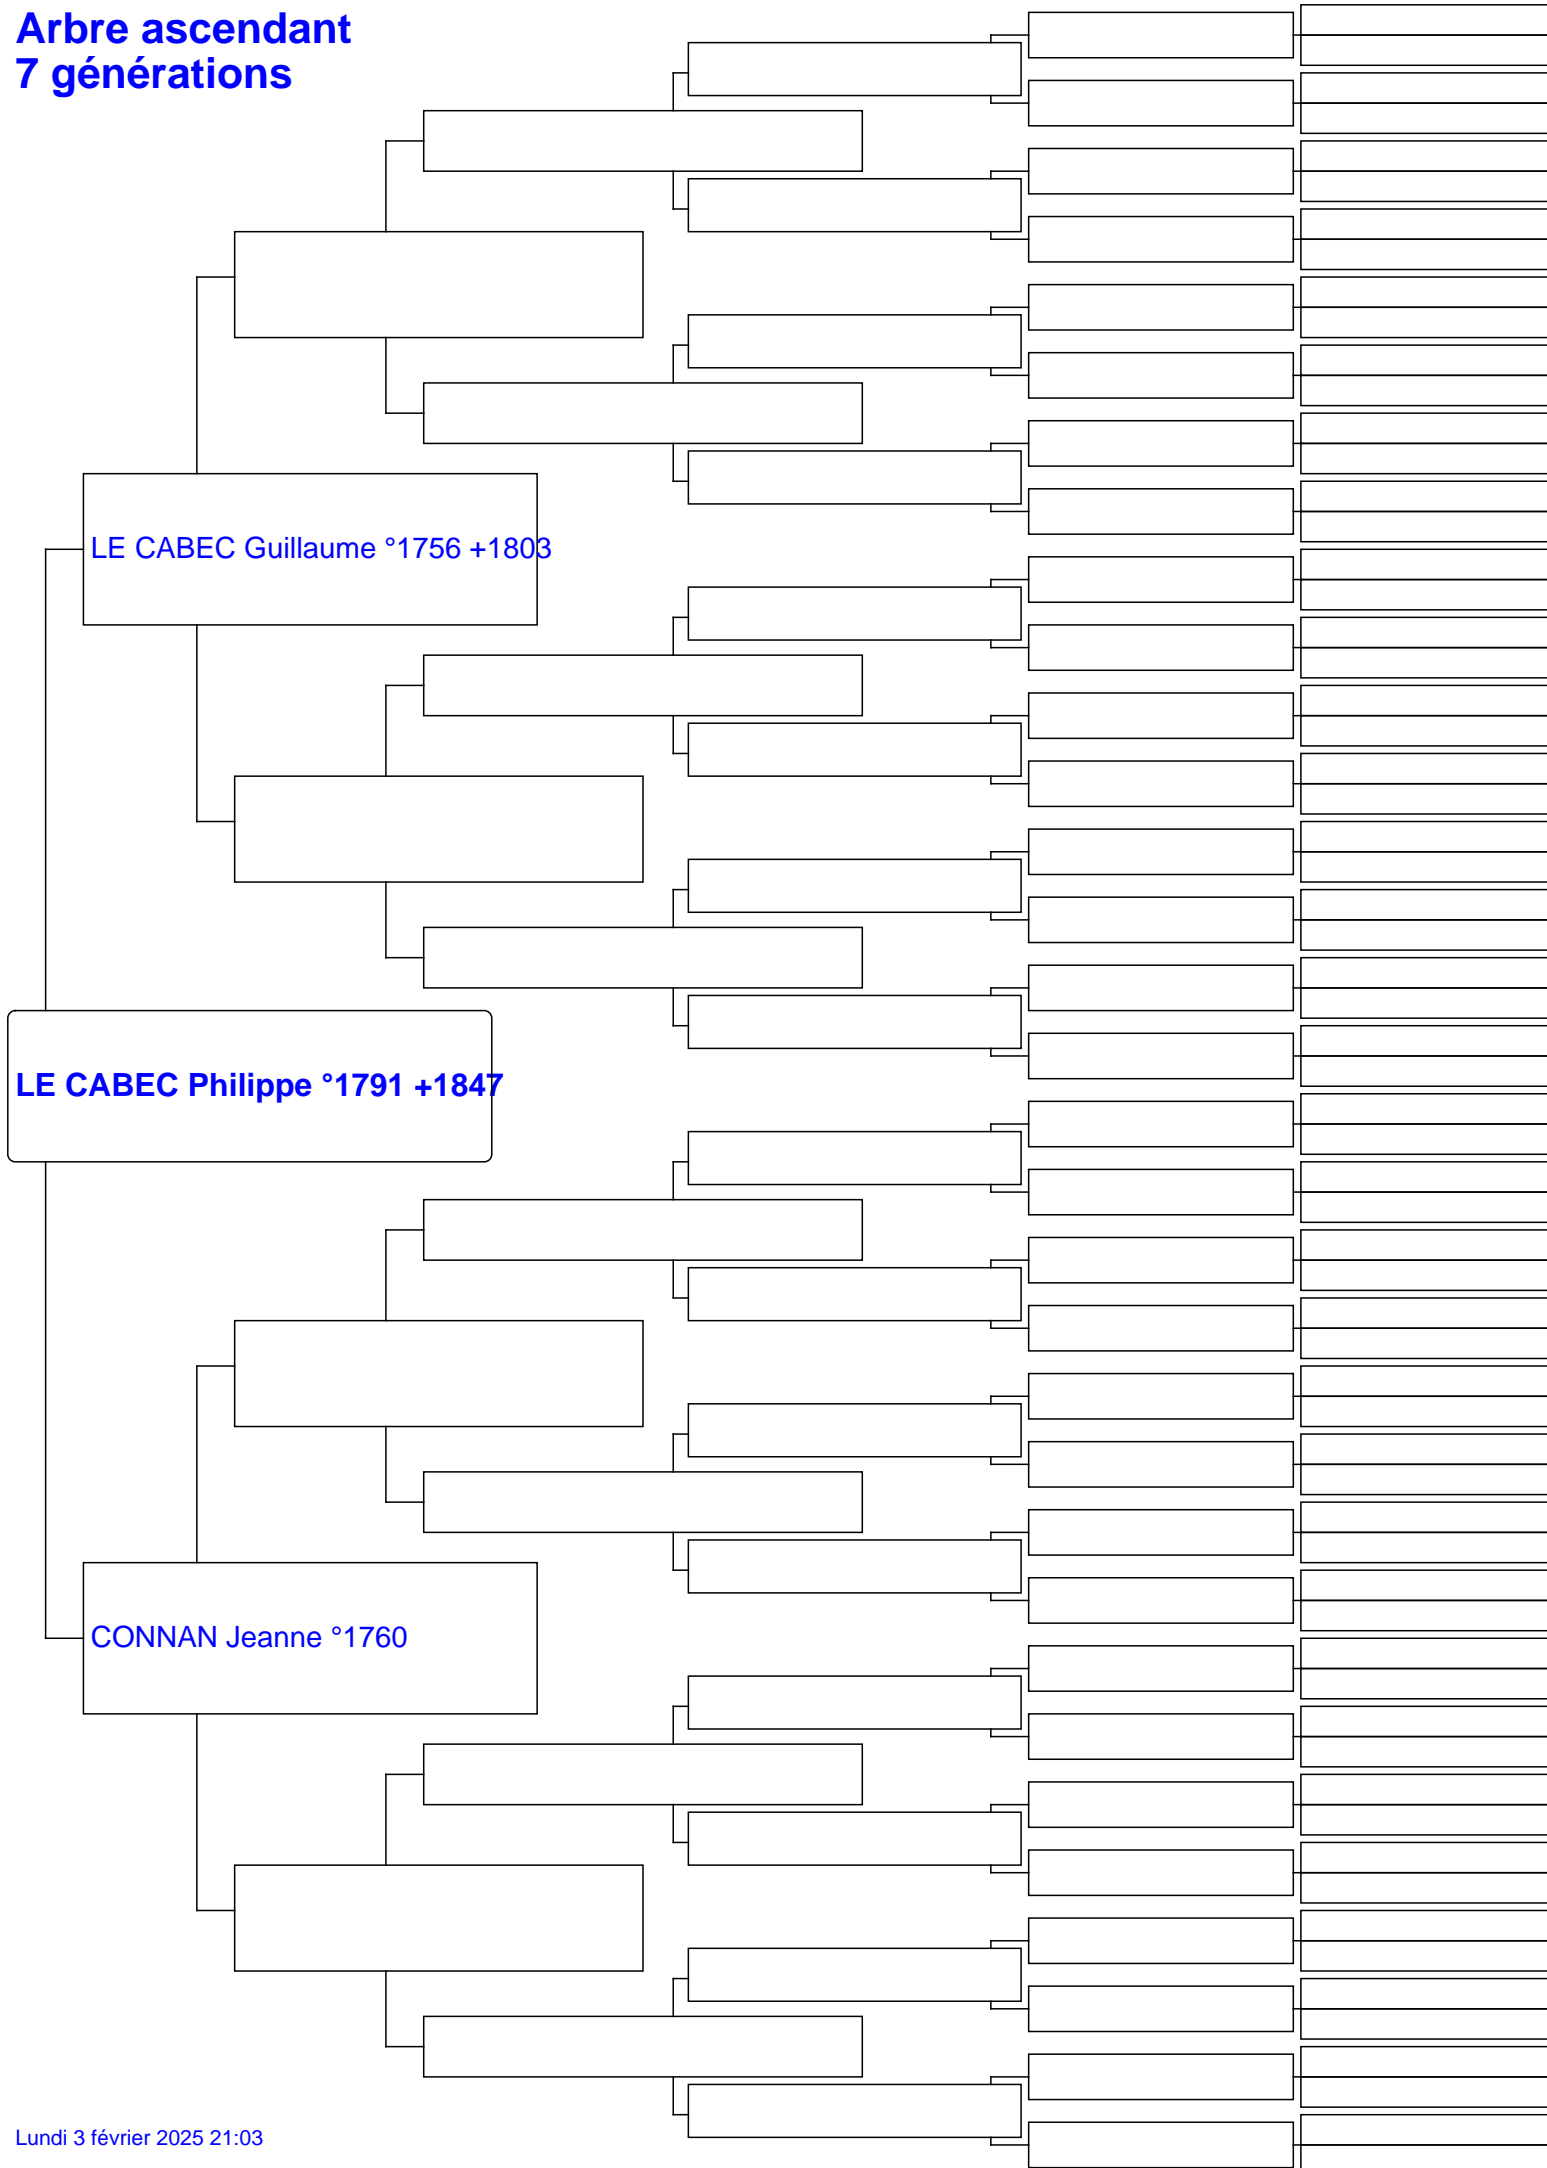 Arbre ascendant
7 générations
LE CABEC Guillaume °1756 +1803
LE CABEC Philippe °1791 +1847
CONNAN Jeanne °1760
Lundi 3 février 2025 21:03